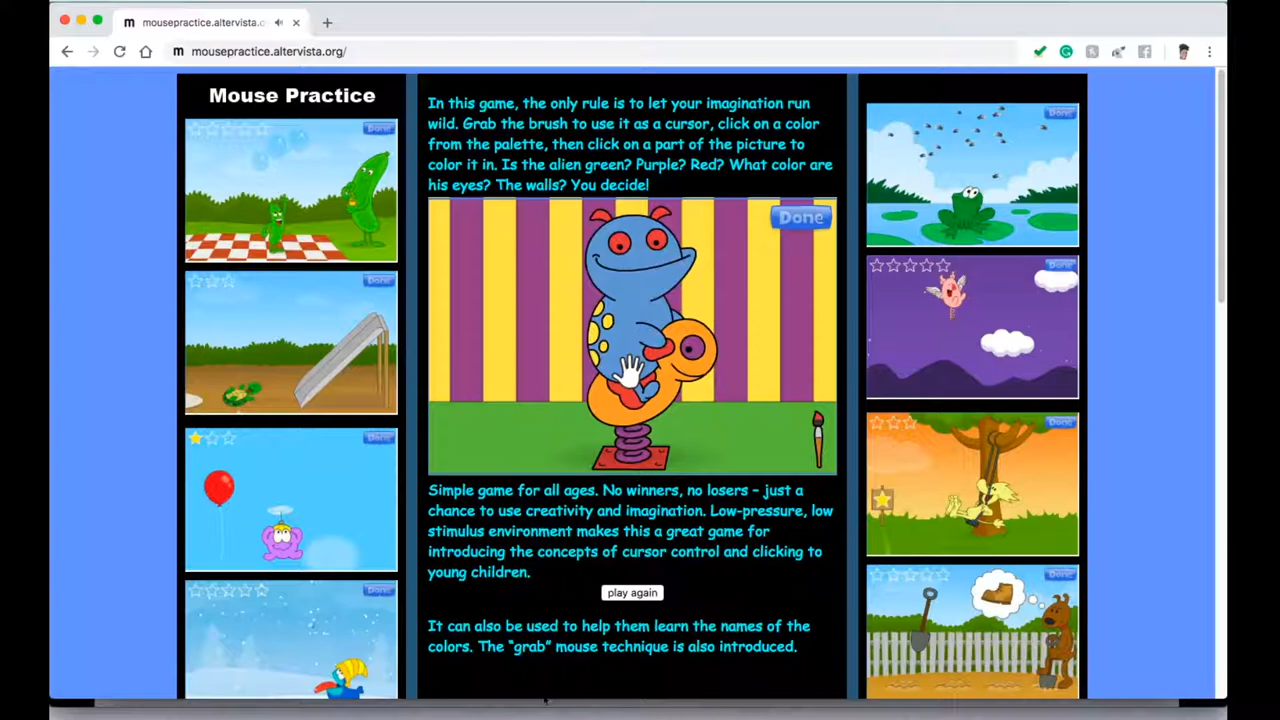 m mousepractice.altervista.o
m mousepractice.altervista.org/
Mouse Practice
Done
Done
Done
Done
In this game, the only rule is to let your imagination run
wild. Grab the brush to use it as a cursor, click on a color
from the palette, then click on a part of the picture to
color it in. Is the alien green? Purple? Red? What color are
his eyes? The walls? You decide!
Done
Simple game for all ages. No winners, no losers – just a
chance to use creativity and imagination. Low-pressure, low
stimulus environment makes this a great game for
introducing the concepts of cursor control and clicking to
young children.
play again
It can also be used to help them learn the names of the
colors. The “grab” mouse technique is also introduced.
Done
Done
Done
Done